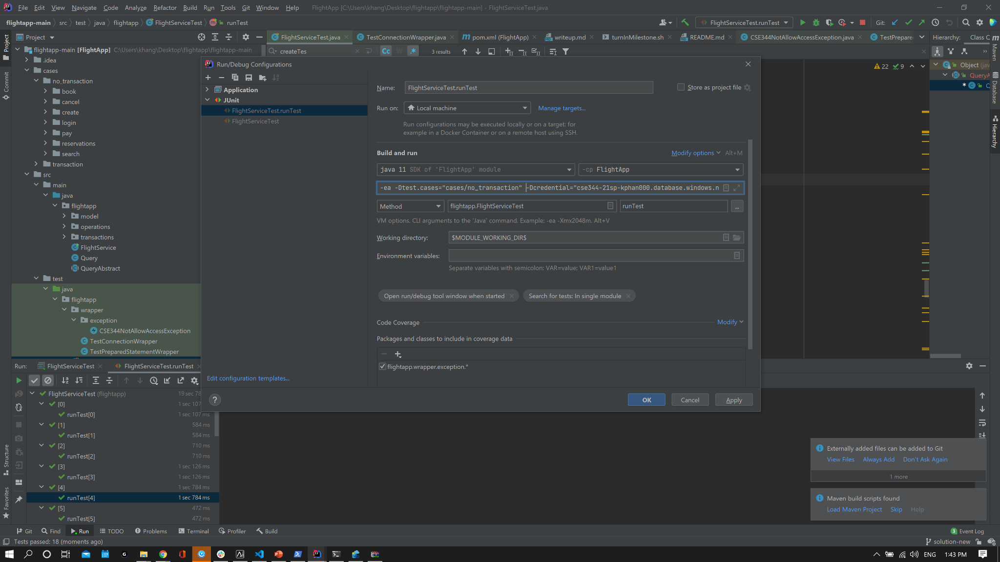 File Edit View Navigate Code Analyze Refactor Build Run Tools Git Window Help FlightApp [C:\Users\khang\Desktop\flightapp\flightapp-main] - FlightServiceTest.java
flightapp-main src test java flightapp FlightServiceTest runTest
FlightServiceTest.runTest
Git:
Project
FlightServiceTest.java TestConnectionWrapper.java pom.xml (FlightApp) writeup.md turnInMilestone.sh README.md CSE344NotAllowAccessException.java TestPrepare
Hierarchy: Class
createTes
Cc W .* 3 results
flightapp-main [FlightApp] C:\Users\khang\Desktop\flightapp\flightapp-main
.idea
cases
no_transaction
book
cancel
create
login
pay
reservations
search
transaction
src
main
java
flightapp
model
operations
transactions
FlightService
Query
QueryAbstract
test
java
flightapp
wrapper
exception
CSE344NotAllowAccessException
TestConnectionWrapper
TestPreparedStatementWrapper
Project
Commit
Structure
Favorites
Run/Debug Configurations
Application
JUnit
FlightServiceTest.runTest
FlightServiceTest
Edit configuration templates...
Name: FlightServiceTest.runTest
Store as project file
Run on: Local machine Manage targets...
Run configurations may be executed locally or on a target: for
example in a Docker Container or on a remote host using SSH.
Build and run
Modify options Alt+M
java 11 SDK of 'FlightApp' module
-cp FlightApp
-ea -Dtest.cases="cases/no_transaction" -Dcredential="cse344-21sp-kphan000.database.windows.n
Method flightapp.FlightServiceTest runTest ...
VM options. CLI arguments to the 'Java' command. Example: -ea -Xmx2048m. Alt+V
Working directory: $MODULE_WORKING_DIR$
Environment variables:
Separate variables with semicolon: VAR=value; VAR1=value1
Open run/debug tool window when started
Search for tests: In single module
Code Coverage Modify
Packages and classes to include in coverage data
flightapp.wrapper.exception.*
? OK Cancel Apply
22 9
Object (jav
QueryA
* Q
Maven
Database
Hierarchy
Run: FlightServiceTest FlightServiceTest.runTest
FlightServiceTest (flightapp) 19 sec 78
[0] 1 sec 107
runTest[0] 1 sec 107 ms
[1] 584 ms
runTest[1] 584 ms
[2] 710 ms
runTest[2] 710 ms
[3] 1 sec 126 ms
runTest[3] 1 sec 126 ms
[4] 1 sec 784 ms
runTest[4] 1 sec 784 ms
[5] 472 ms
runTest[5] 472 ms
Externally added files can be added to Git
View Files Always Add Don't Ask Again
1 more
Maven build scripts found
Load Maven Project Skip Help
Git Find Run TODO Problems Terminal Profiler Build
3 Event Log
Tests passed: 18 (moments ago)
solution-new
ENG 1:43 PM